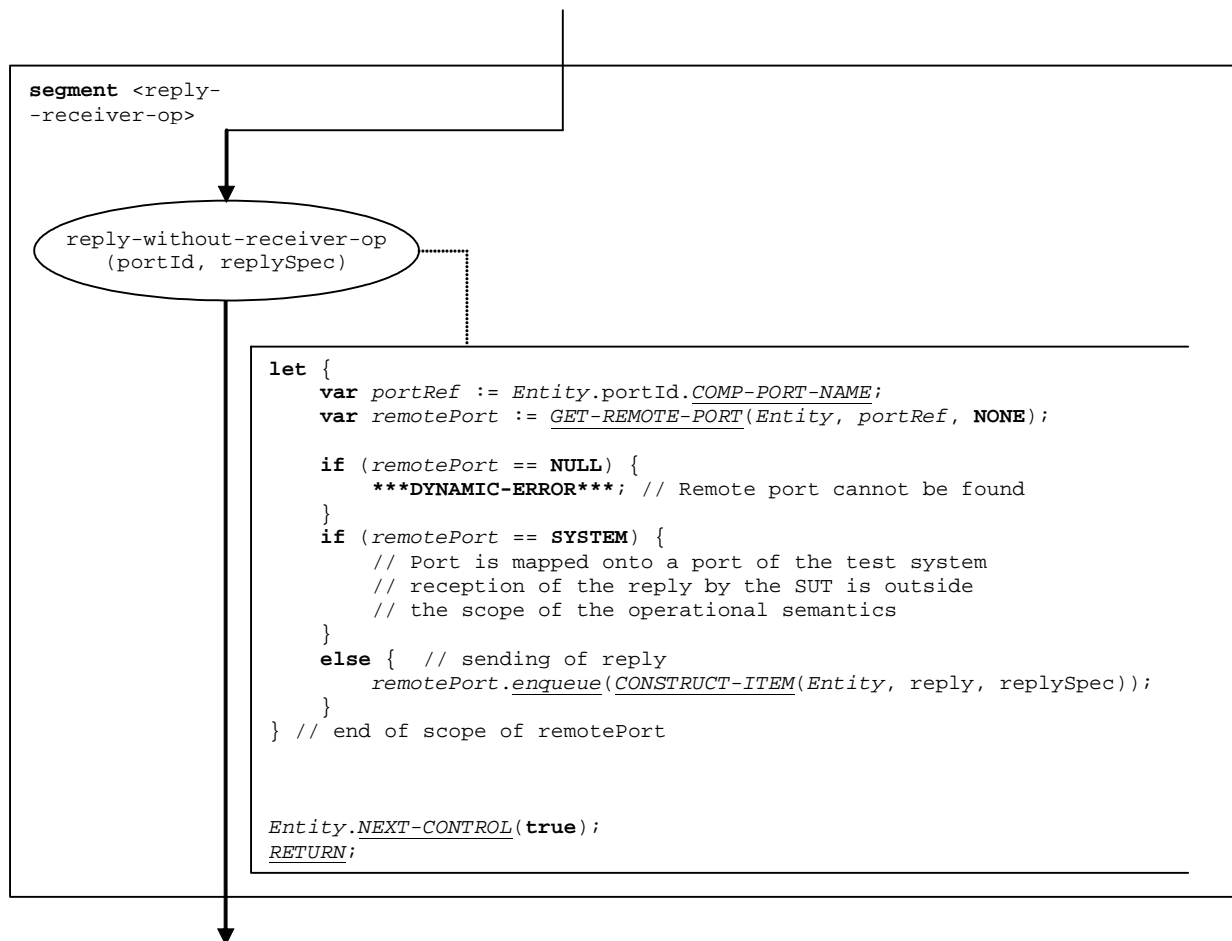 segment <reply-
-receiver-op>
reply-without-receiver-op
(portId, replySpec)
let {
var portRef := Entity.portId.COMP-PORT-NAME;
var remotePort := GET-REMOTE-PORT(Entity, portRef, NONE);
if (remotePort == NULL) {
***DYNAMIC-ERROR***; // Remote port cannot be found
}
if (remotePort == SYSTEM) {
// Port is mapped onto a port of the test system
// reception of the reply by the SUT is outside
// the scope of the operational semantics
}
else { // sending of reply
remotePort.enqueue(CONSTRUCT-ITEM(Entity, reply, replySpec));
}
} // end of scope of remotePort
Entity.NEXT-CONTROL(true);
RETURN;